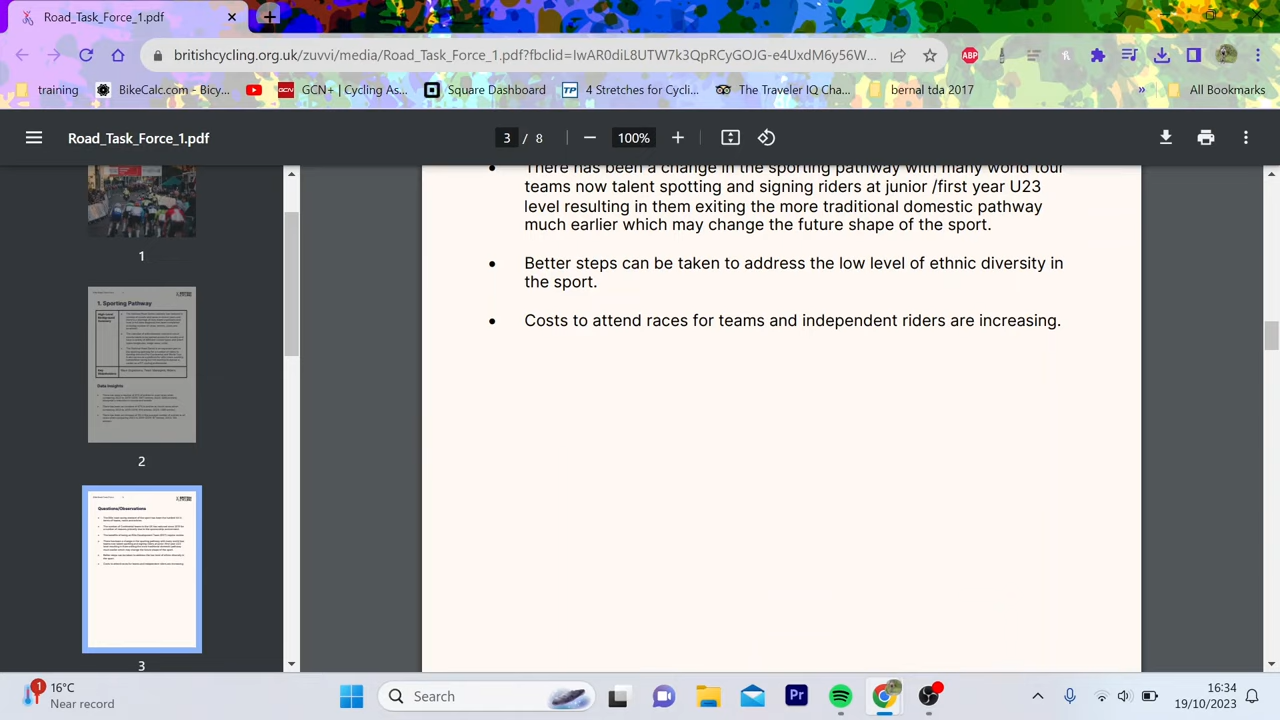 Road_Task_Force_1.pdf
britishcycling.org.uk/zuvvi/media/Road_Task_Force_1.pdf?fbclid=IwAR0diL8UTW7k3QpRCyGOJG-e4UxdM6y56W...
ABP
training
BikeCalc.com - Bicy...
GCN+ | Cycling As...
Square Dashboard
TP
4 Stretches for Cycli...
The Traveler IQ Cha...
bernal tda 2017
»
All Bookmarks
Road_Task_Force_1.pdf
3 / 8
100%
There has been a change in the sporting pathway with many world tour
teams now talent spotting and signing riders at junior /first year U23
level resulting in them exiting the more traditional domestic pathway
much earlier which may change the future shape of the sport.
Better steps can be taken to address the low level of ethnic diversity in
the sport.
Costs to attend races for teams and independent riders are increasing.
1
1. Sporting Pathway
Data Insights
2
Questions/Observations
3
1
16°C
Near record
Search
Pr
16:34
19/10/2023